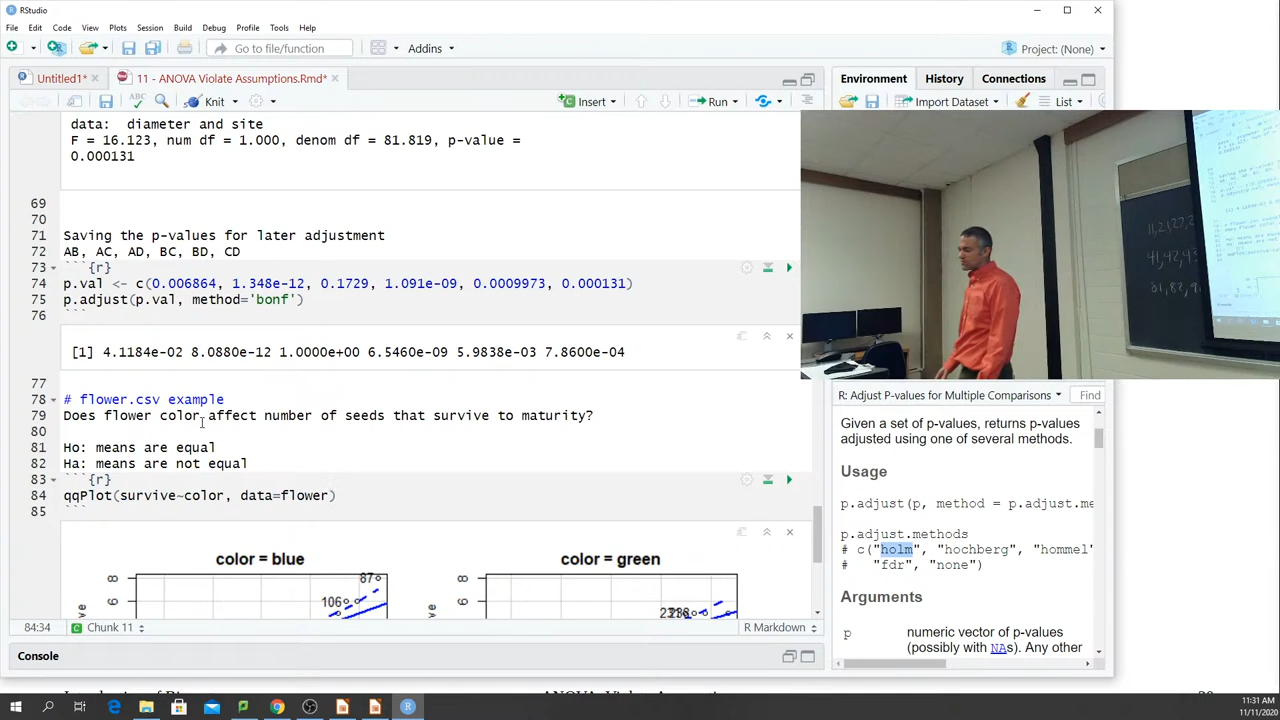 RStudio
File Edit Code View Plots Session Build Debug Profile Tools Help
Go to file/function
Addins
Project: (None)
Untitled1*
11 - ANOVA Violate Assumptions.Rmd*
Environment History Connections
Knit
Insert
Run
Import Dataset
List
data: diameter and site
F = 16.123, num df = 1.000, denom df = 81.819, p-value =
0.000131
69
70
71 Saving the p-values for later adjustment
72 AB, AC, AD, BC, BD, CD
73 ```{r}
74 p.val <- c(0.006864, 1.348e-12, 0.1729, 1.091e-09, 0.0009973, 0.000131)
75 p.adjust(p.val, method='bonf')
76 ```
[1] 4.1184e-02 8.0880e-12 1.0000e+00 6.5460e-09 5.9838e-03 7.8600e-04
77
78 # flower.csv example
79 Does flower color affect number of seeds that survive to maturity?
80
81 Ho: means are equal
82 Ha: means are not equal
83 ```{r}
84 qqPlot(survive~color, data=flower)
85 ```
color = blue
color = green
8
87
6
106
8
6
84:34
Chunk 11
R Markdown
Console
R: Adjust P-values for Multiple Comparisons
Find
Given a set of p-values, returns p-values
adjusted using one of several methods.
Usage
p.adjust(p, method = p.adjust.me
p.adjust.methods
# c("holm", "hochberg", "hommel"
# "fdr", "none")
Arguments
p numeric vector of p-values
(possibly with NAs). Any other
11:31 AM
11/11/2020